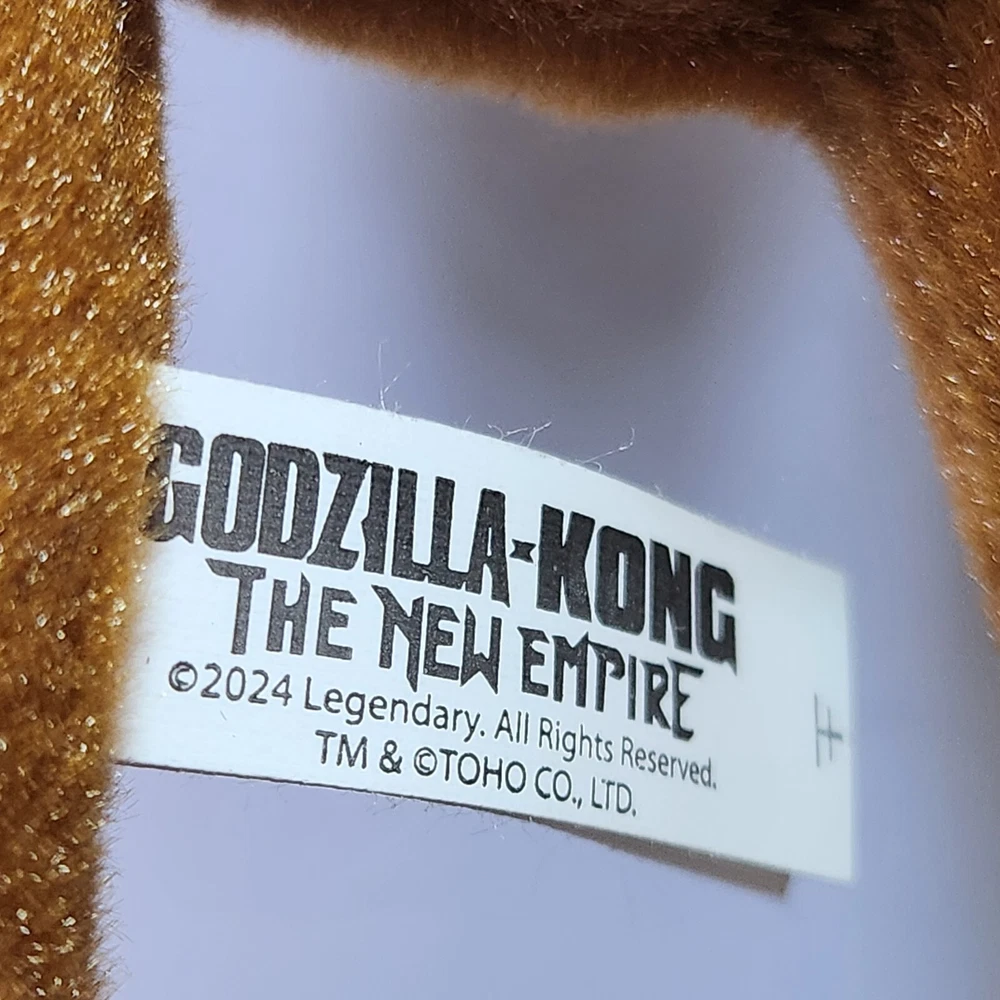 GODZILLA-KONG
THE NEW EMPIRE
©2024 Legendary. All Rights Reserved.
TM & ©TOHO CO., LTD.